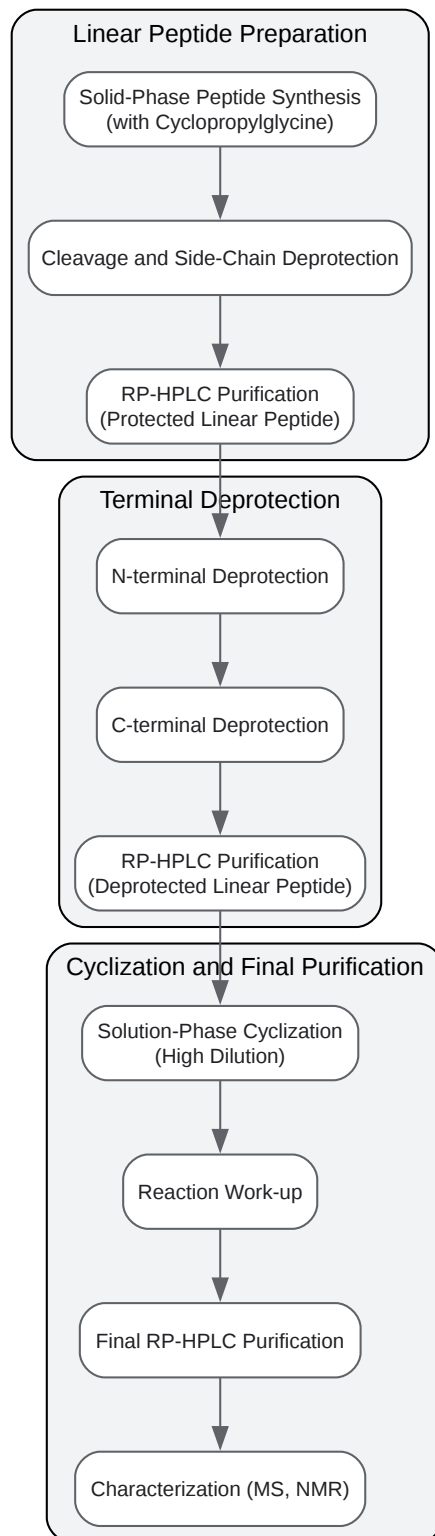 Linear Peptide Preparation
Solid-Phase Peptide Synthesis
(with Cyclopropylglycine)
Cleavage and Side-Chain Deprotection
RP-HPLC Purification
(Protected Linear Peptide)
Terminal Deprotection
N-terminal Deprotection
C-terminal Deprotection
RP-HPLC Purification
(Deprotected Linear Peptide)
Cyclization and Final Purification
Solution-Phase Cyclization
(High Dilution)
Reaction Work-up
Final RP-HPLC Purification
Characterization (MS, NMR)